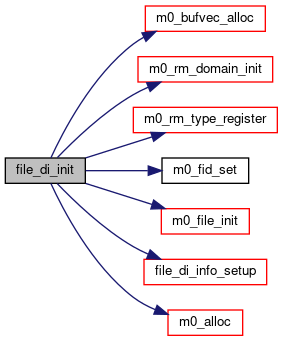 m0_bufvec_alloc
m0_rm_domain_init
m0_rm_type_register
file_di_init
m0_fid_set
m0_file_init
file_di_info_setup
m0_alloc